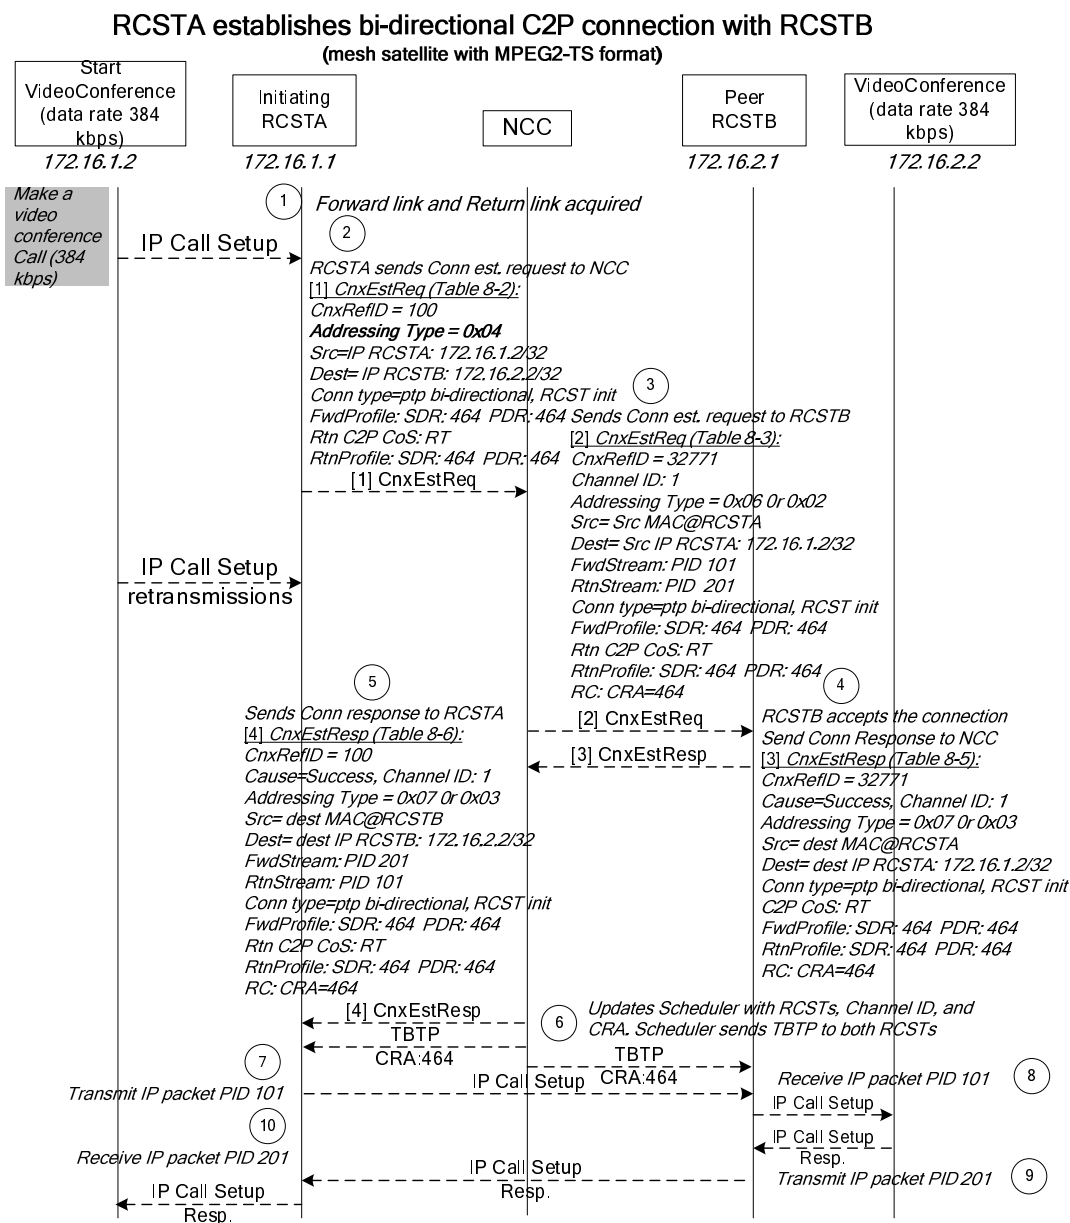 RCSTA establishes bi-directional C2P connection with RCSTB
(mesh satellite with MPEG2-TS format)
Start
VideoConference
(data rate 384
kbps)
Initiating
RCSTA
NCC
Peer
RCSTB
VideoConference
(data rate 384
kbps)
172.16.1.2
172.16.1.1
172.16.2.1
172.16.2.2
Make a
video
conference
Call (384
kbps)
1
Forward link and Return link acquired
2
IP Call Setup
RCSTA sends Conn est. request to NCC
[1] CnxEstReq (Table 8-2):
CnxRefID = 100
Addressing Type = 0x04
Src=IP RCSTA: 172.16.1.2/32
Dest= IP RCSTB: 172.16.2.2/32
Conn type=ptp bi-directional, RCST init
FwdProfile: SDR: 464 PDR: 464
Rtn C2P CoS: RT
RtnProfile: SDR: 464 PDR: 464
[1] CnxEstReq
3
Sends Conn est. request to RCSTB
[2] CnxEstReq (Table 8-3):
CnxRefID = 32771
Channel ID: 1
Addressing Type = 0x06 0r 0x02
Src= Src MAC@RCSTA
Dest= Src IP RCSTA: 172.16.1.2/32
FwdStream: PID 101
RtnStream: PID 201
Conn type=ptp bi-directional, RCST init
FwdProfile: SDR: 464 PDR: 464
Rtn C2P CoS: RT
RtnProfile: SDR: 464 PDR: 464
RC: CRA=464
IP Call Setup
retransmissions
[2] CnxEstReq
[3] CnxEstResp
4
RCSTB accepts the connection
Send Conn Response to NCC
[3] CnxEstResp (Table 8-5):
CnxRefID = 32771
Cause=Success, Channel ID: 1
Addressing Type = 0x07 0r 0x03
Src= dest MAC@RCSTA
Dest= dest IP RCSTA: 172.16.1.2/32
Conn type=ptp bi-directional, RCST init
C2P CoS: RT
FwdProfile: SDR: 464 PDR: 464
RtnProfile: SDR: 464 PDR: 464
RC: CRA=464
5
Sends Conn response to RCSTA
[4] CnxEstResp (Table 8-6):
CnxRefID = 100
Cause=Success, Channel ID: 1
Addressing Type = 0x07 0r 0x03
Src= dest MAC@RCSTB
Dest= dest IP RCSTB: 172.16.2.2/32
FwdStream: PID 201
RtnStream: PID 101
Conn type=ptp bi-directional, RCST init
FwdProfile: SDR: 464 PDR: 464
Rtn C2P CoS: RT
RtnProfile: SDR: 464 PDR: 464
RC: CRA=464
[4] CnxEstResp
6
Updates Scheduler with RCSTs, Channel ID, and
CRA. Scheduler sends TBTP to both RCSTs
TBTP
CRA:464
TBTP
CRA:464
7
Transmit IP packet PID 101
IP Call Setup
Receive IP packet PID 101
8
IP Call Setup
IP Call Setup
Resp.
9
Transmit IP packet PID 201
IP Call Setup
Resp.
10
Receive IP packet PID 201
IP Call Setup
Resp.